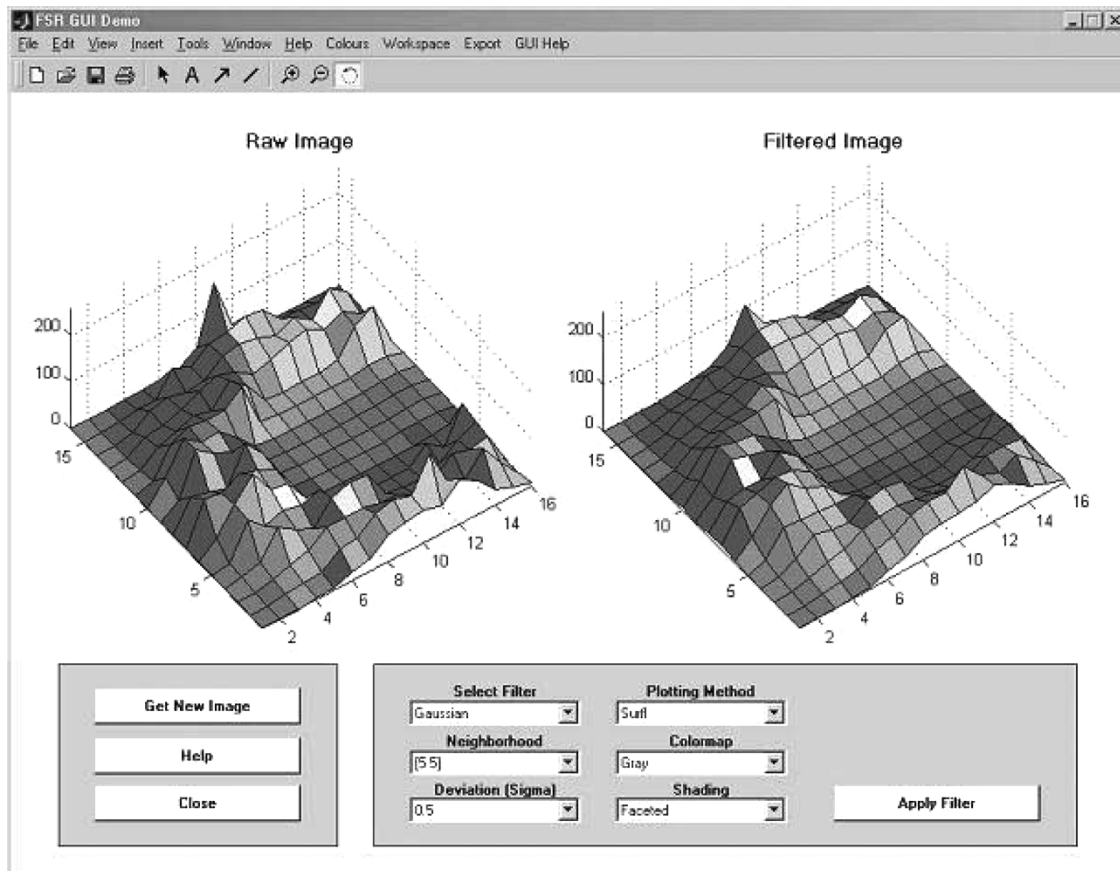 FSR GUI Demo
File Edit View Insert Tools Window Help Colours Workspace Export GUI Help
A
Raw Image
200
100
0
15
10
5
2
4
6
8
10
12
14
16
Filtered Image
200
100
0
15
10
5
2
4
6
8
10
12
14
16
Get New Image
Help
Close
Select Filter
Gaussian
Neighborhood
[5 5]
Deviation (Sigma)
0.5
Plotting Method
Surfl
Colormap
Gray
Shading
Faceted
Apply Filter